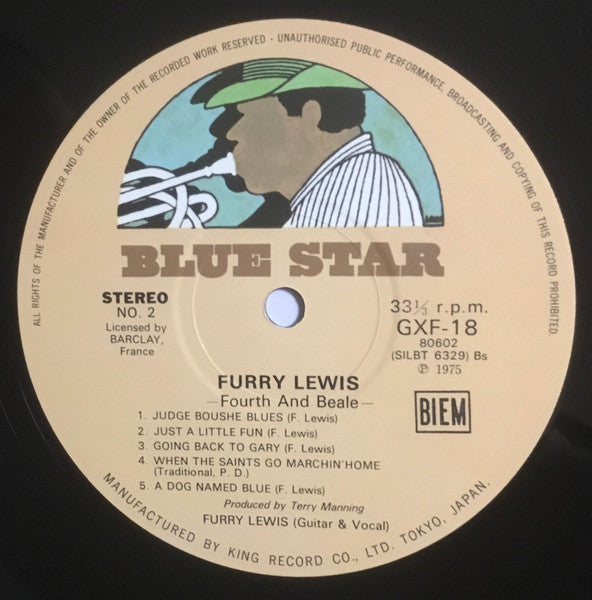 ALL RIGHTS OF THE MANUFACTURER AND OF THE OWNER OF THE RECORDED WORK RESERVED - UNAUTHORISED PUBLIC PERFORMANCE, BROADCASTING AND COPYING OF THIS RECORD PROHIBITED
BLUE STAR
STEREO
NO. 2
Licensed by
BARCLAY,
France
33⅓ r.p.m.
GXF-18
80602
(SILBT 6329) Bs
Ⓟ 1975
BIEM
FURRY LEWIS
—Fourth And Beale—
1. JUDGE BOUSHE BLUES (F. Lewis)
2. JUST A LITTLE FUN (F. Lewis)
3. GOING BACK TO GARY (F. Lewis)
4. WHEN THE SAINTS GO MARCHIN' HOME
(Traditional, P. D.)
5. A DOG NAMED BLUE (F. Lewis)
Produced by Terry Manning
FURRY LEWIS (Guitar & Vocal)
MANUFACTURED BY KING RECORD CO., LTD. TOKYO, JAPAN.